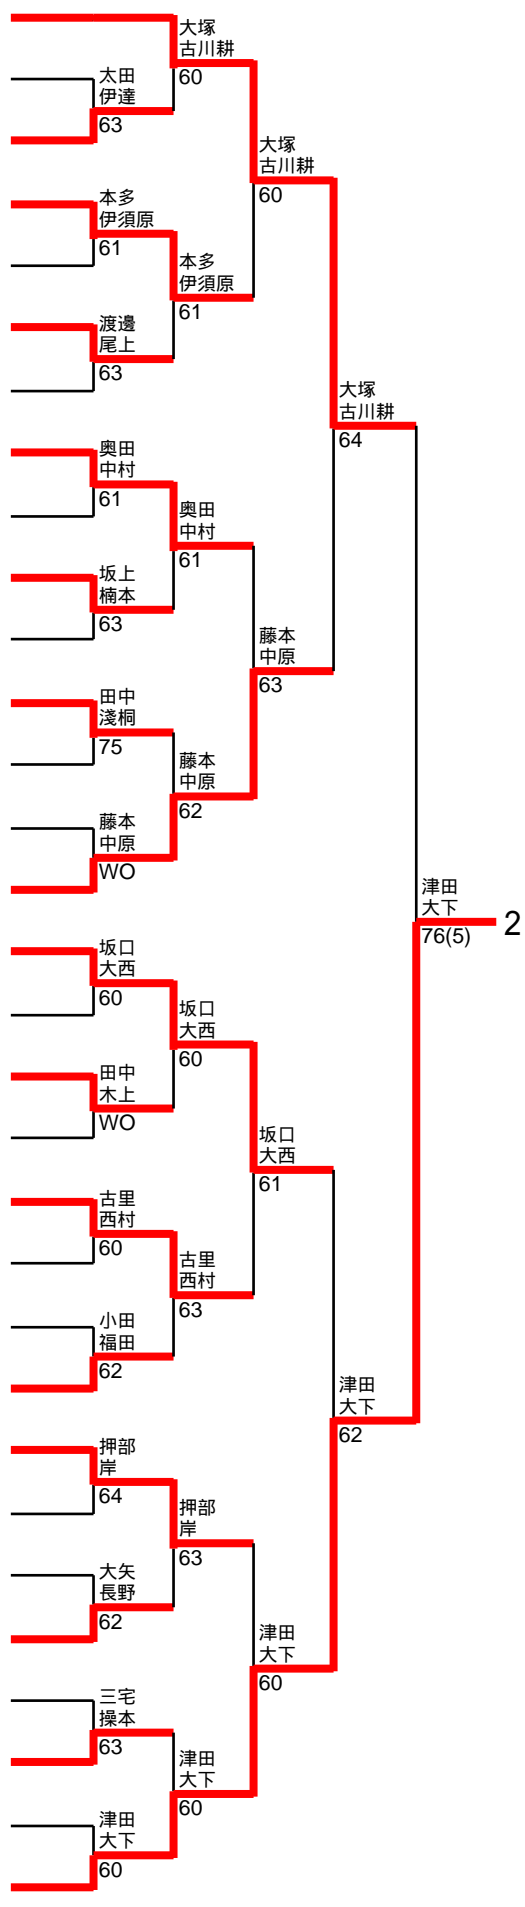 大塚
古川耕
60
太田
伊達
63
大塚
古川耕
60
本多
伊須原
61
本多
伊須原
61
渡邊
尾上
63
大塚
古川耕
64
奥田
中村
61
奥田
中村
61
坂上
楠本
63
藤本
中原
63
田中
淺桐
75
藤本
中原
62
藤本
中原
WO
津田
大下
76(5)
2
坂口
大西
60
坂口
大西
60
田中
木上
WO
坂口
大西
61
古里
西村
60
古里
西村
63
小田
福田
62
津田
大下
62
押部
岸
64
押部
岸
63
大矢
長野
62
津田
大下
60
三宅
操本
63
津田
大下
60
津田
大下
60